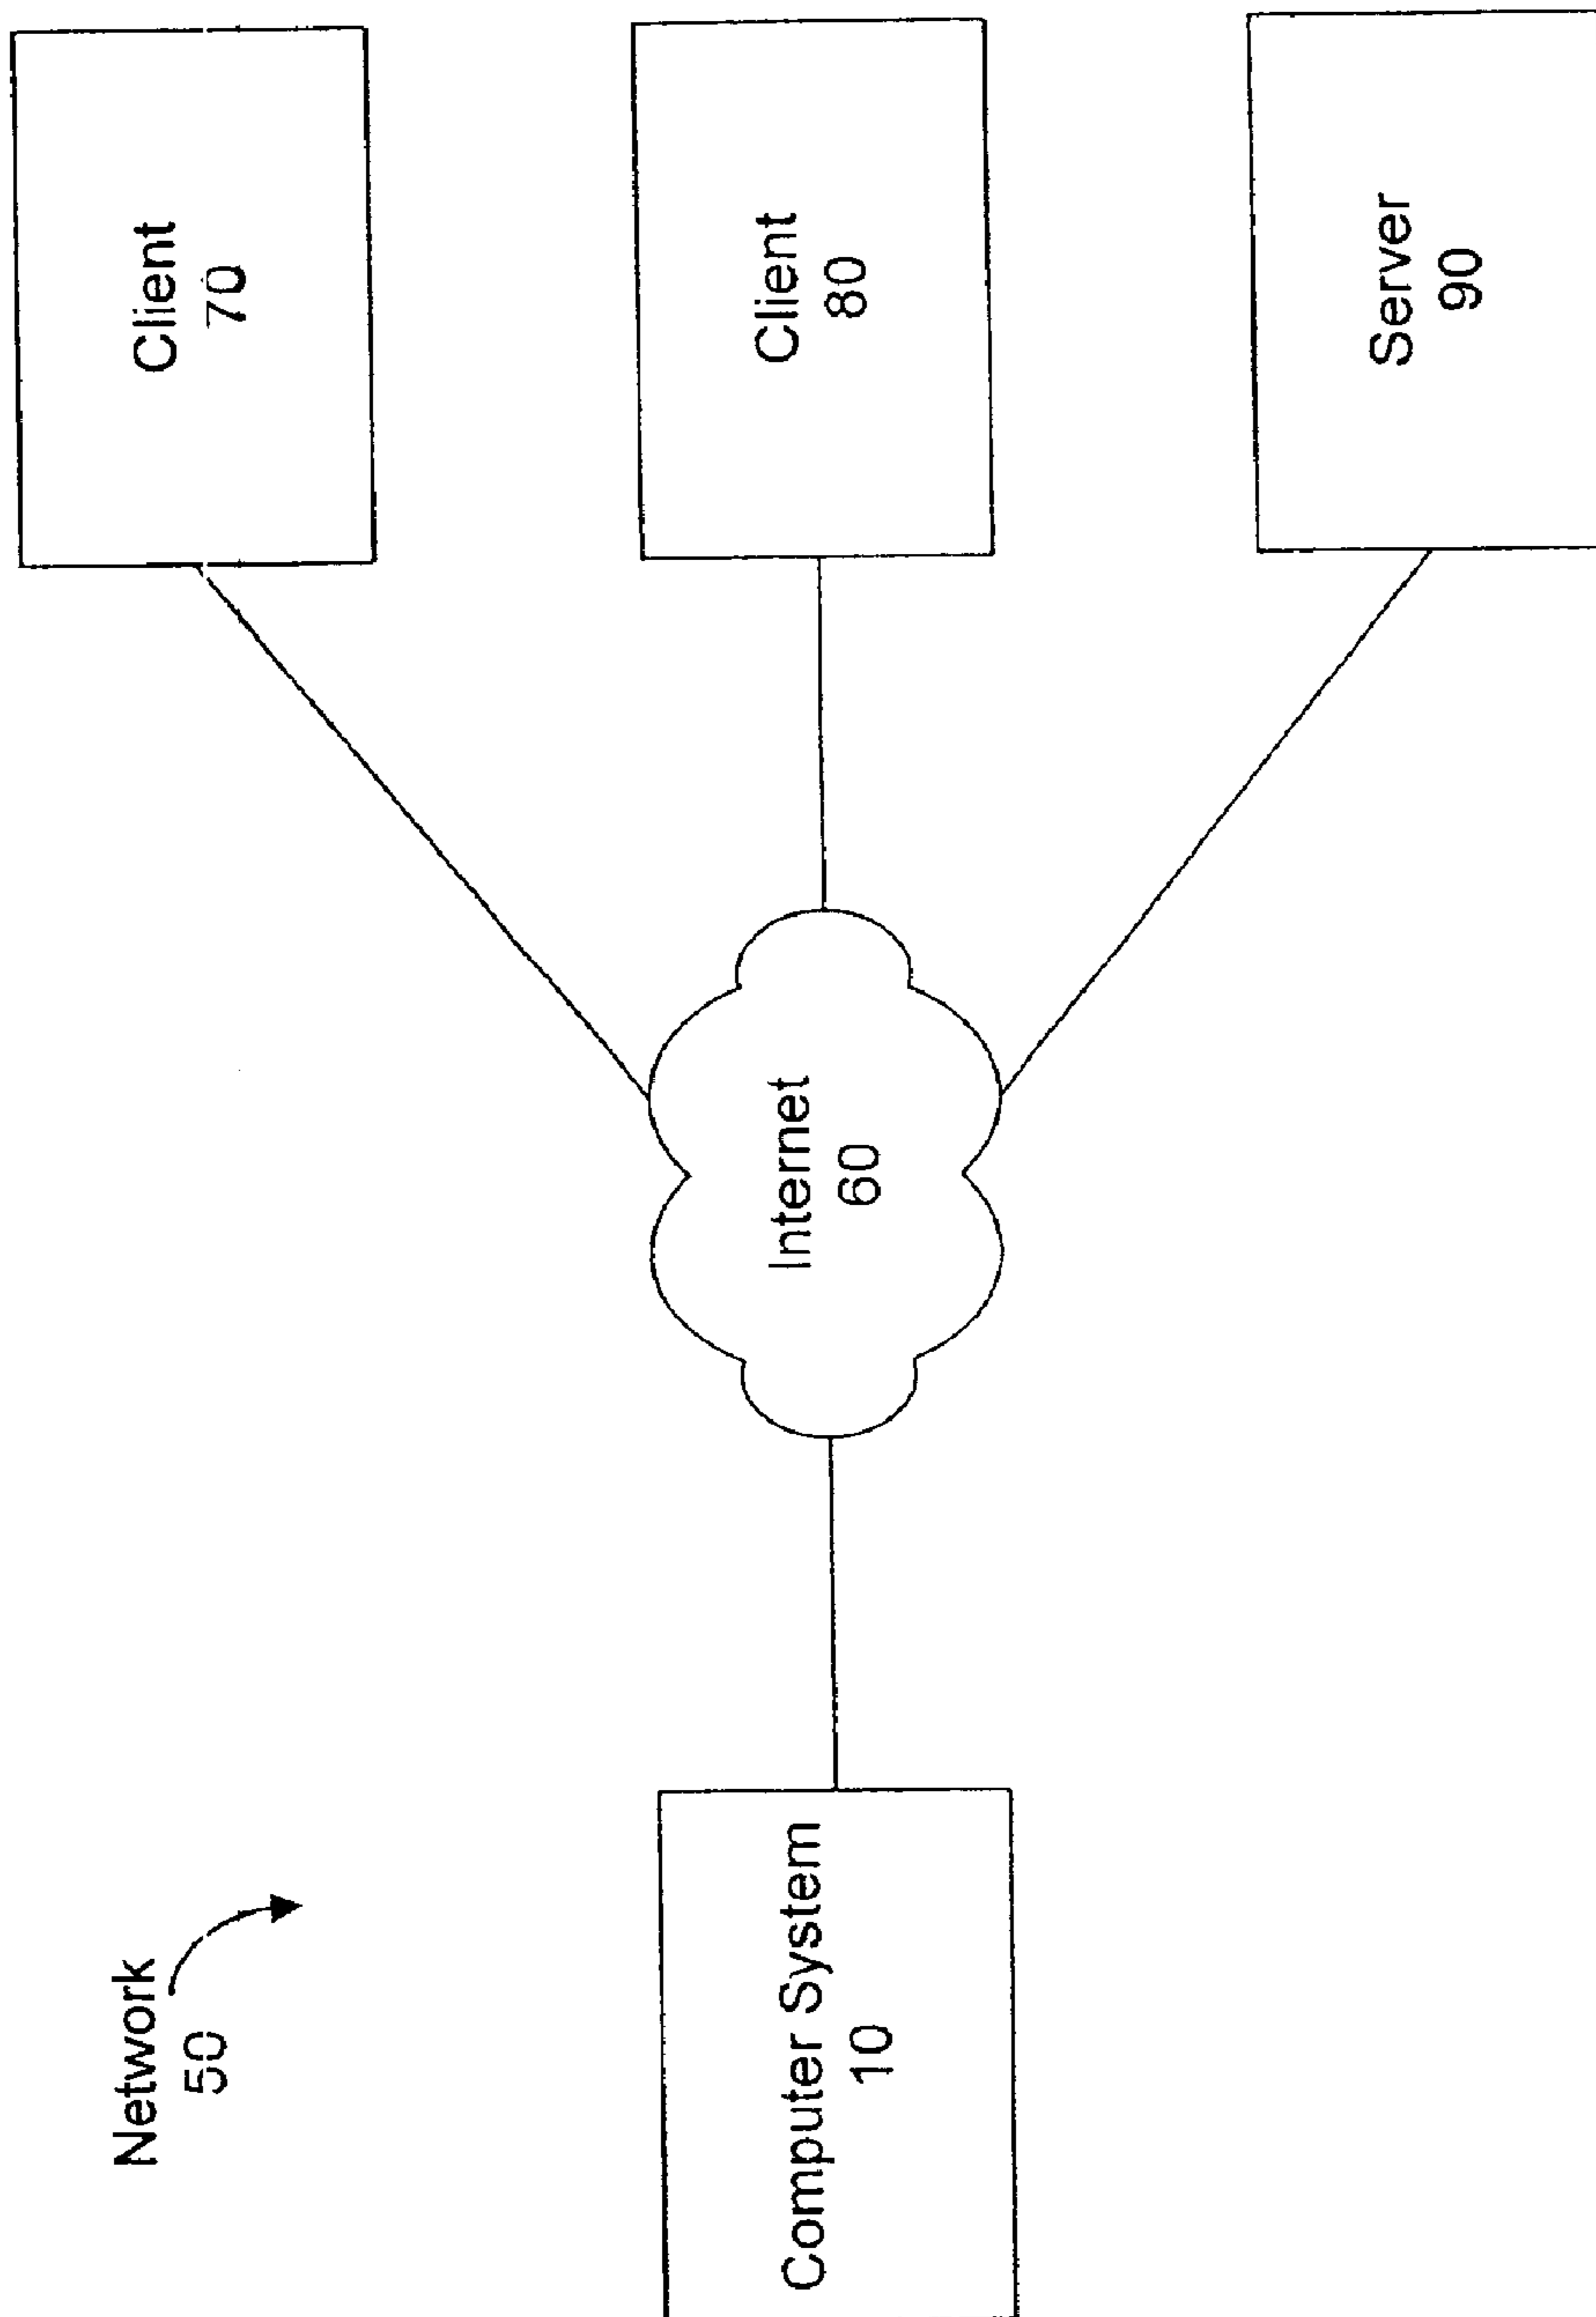 Network
50
Computer System
10
Internet
60
Client
70
Client
80
Server
90